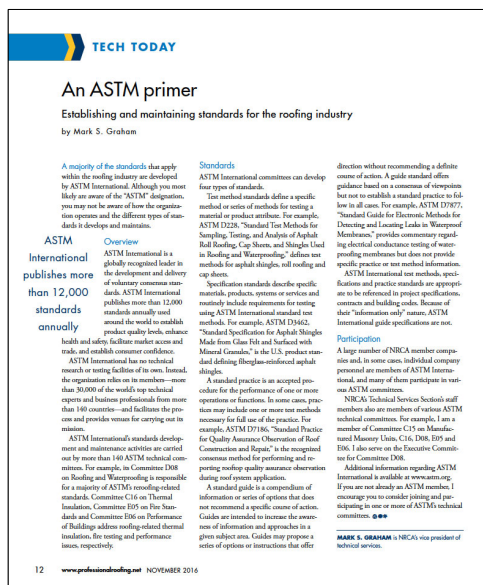 TECH TODAY
An ASTM primer
Establishing and maintaining standards for the roofing industry
by Mark S. Graham
A majority of the standards that apply
within the roofing industry are developed
by ASTM International. Although you most
likely are aware of the "ASTM" designation,
you may not be aware of how the organiza-
tion operates and the different types of stan-
dards it develops and maintains.
ASTM
International
publishes more
than 12,000
standards
annually
Overview
ASTM International is a
globally recognized leader in
the development and delivery
of voluntary consensus stan-
dards. ASTM International
publishes more than 12,000
standards annually used
around the world to establish
product quality levels, enhance
health and safety, facilitate market access and
trade, and establish consumer confidence.
ASTM International has no technical
research or testing facilities of its own. Instead,
the organization relies on its members—more
than 30,000 of the world's top technical
experts and business professionals from more
than 140 countries—and facilitates the pro-
cess and provides venues for carrying out its
mission.
ASTM International's standards develop-
ment and maintenance activities are carried
out by more than 140 ASTM technical com-
mittees. For example, its Committee D08
on Roofing and Waterproofing is responsible
for a majority of ASTM's reroofing-related
standards. Committee C16 on Thermal
Insulation, Committee E05 on Fire Stan-
dards and Committee E06 on Performance
of Buildings address roofing-related thermal
insulation, fire testing and performance
issues, respectively.
Standards
ASTM International committees can develop
four types of standards.
Test method standards define a specific
method or series of methods for testing a
material or product attribute. For example,
ASTM D228, "Standard Test Methods for
Sampling, Testing, and Analysis of Asphalt
Roll Roofing, Cap Sheets, and Shingles Used
in Roofing and Waterproofing," defines test
methods for asphalt shingles, roll roofing and
cap sheets.
Specification standards describe specific
materials, products, systems or services and
routinely include requirements for testing
using ASTM International standard test
methods. For example, ASTM D3462,
"Standard Specification for Asphalt Shingles
Made from Glass Felt and Surfaced with
Mineral Granules," is the U.S. product stan-
dard defining fiberglass-reinforced asphalt
shingles.
A standard practice is an accepted pro-
cedure for the performance of one or more
operations or functions. In some cases, prac-
tices may include one or more test methods
necessary for full use of the practice. For
example, ASTM D7186, "Standard Practice
for Quality Assurance Observation of Roof
Construction and Repair," is the recognized
consensus method for performing and re-
porting rooftop quality assurance observation
during roof system application.
A standard guide is a compendium of
information or series of options that does
not recommend a specific course of action.
Guides are intended to increase the aware-
ness of information and approaches in a
given subject area. Guides may propose a
series of options or instructions that offer
direction without recommending a definite
course of action. A guide standard offers
guidance based on a consensus of viewpoints
but not to establish a standard practice to fol-
low in all cases. For example, ASTM D7877,
"Standard Guide for Electronic Methods for
Detecting and Locating Leaks in Waterproof
Membranes," provides commentary regard-
ing electrical conductance testing of water-
proofing membranes but does not provide
specific practice or test method information.
ASTM International test methods, speci-
fications and practice standards are appropri-
ate to be referenced in project specifications,
contracts and building codes. Because of
their "information only" nature, ASTM
International guide specifications are not.
Participation
A large number of NRCA member compa-
nies and, in some cases, individual company
personnel are members of ASTM Interna-
tional, and many of them participate in vari-
ous ASTM committees.
NRCA's Technical Services Section's staff
members also are members of various ASTM
technical committees. For example, I am a
member of Committee C15 on Manufac-
tured Masonry Units, C16, D08, E05 and
E06. I also serve on the Executive Commit-
tee for Committee D08.
Additional information regarding ASTM
International is available at www.astm.org.
If you are not already an ASTM member, I
encourage you to consider joining and par-
ticipating in one or more of ASTM's technical
committees.
MARK S. GRAHAM is NRCA's vice president of
technical services.
12 www.professionalroofing.net NOVEMBER 2016